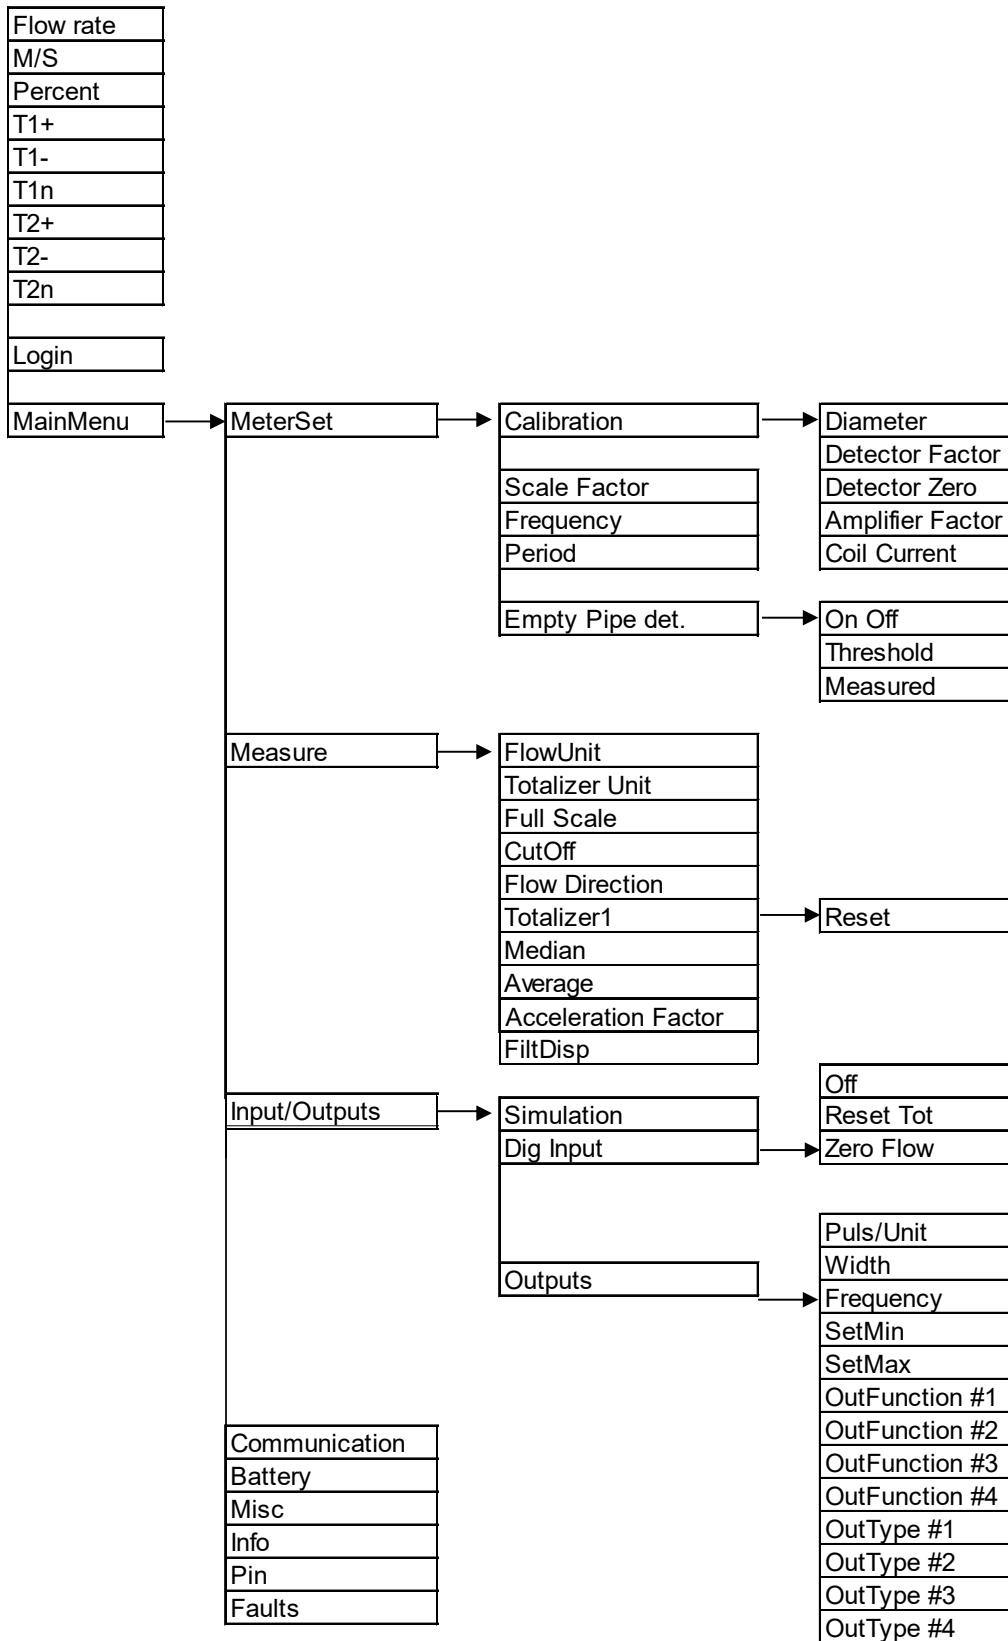 Flow rate
M/S
Percent
T1+
T1-
T1n
T2+
T2-
T2n
Login
MainMenu
MeterSet
Calibration
Diameter
Detector Factor
Scale Factor
Detector Zero
Frequency
Amplifier Factor
Period
Coil Current
Empty Pipe det.
On Off
Threshold
Measured
Measure
FlowUnit
Totalizer Unit
Full Scale
CutOff
Flow Direction
Totalizer1
Reset
Median
Average
Acceleration Factor
FiltDisp
Off
Input/Outputs
Simulation
Reset Tot
Dig Input
Zero Flow
Puls/Unit
Width
Outputs
Frequency
SetMin
SetMax
OutFunction #1
OutFunction #2
OutFunction #3
OutFunction #4
OutType #1
OutType #2
OutType #3
OutType #4
Communication
Battery
Misc
Info
Pin
Faults